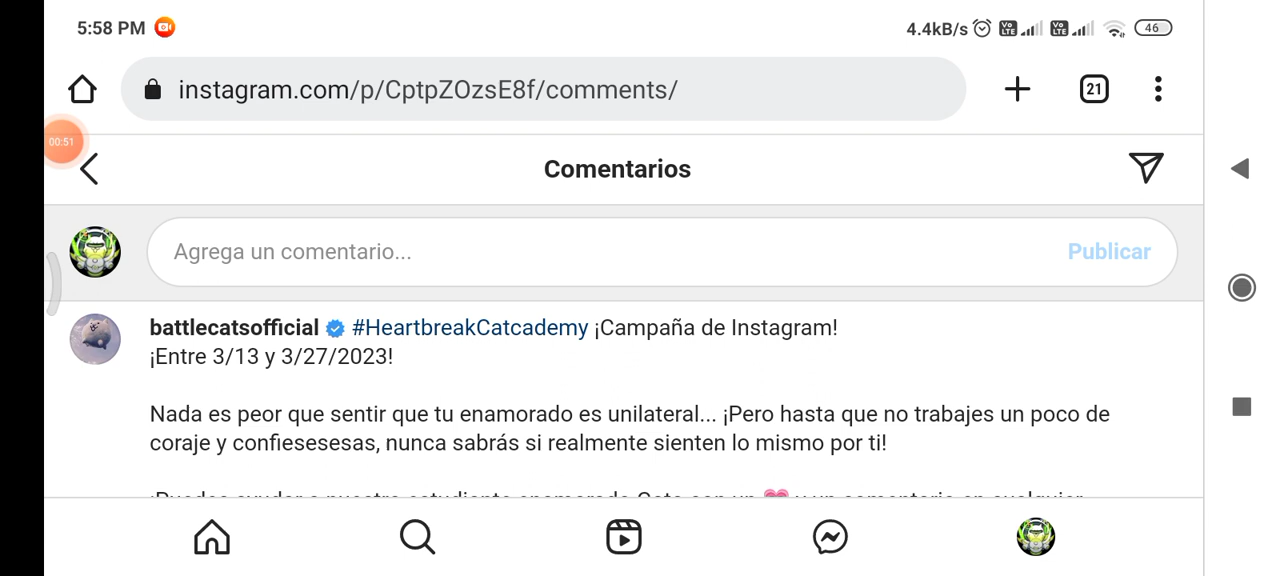 5:58 PM
4.4kB/s
46
instagram.com/p/CptpZOzsE8f/comments/
21
00:51
Comentarios
Agrega un comentario...
Publicar
battlecatsofficial #HeartbreakCatcademy ¡Campaña de Instagram!
¡Entre 3/13 y 3/27/2023!
Nada es peor que sentir que tu enamorado es unilateral... ¡Pero hasta que no trabajes un poco de
coraje y confiesesesas, nunca sabrás si realmente sienten lo mismo por ti!